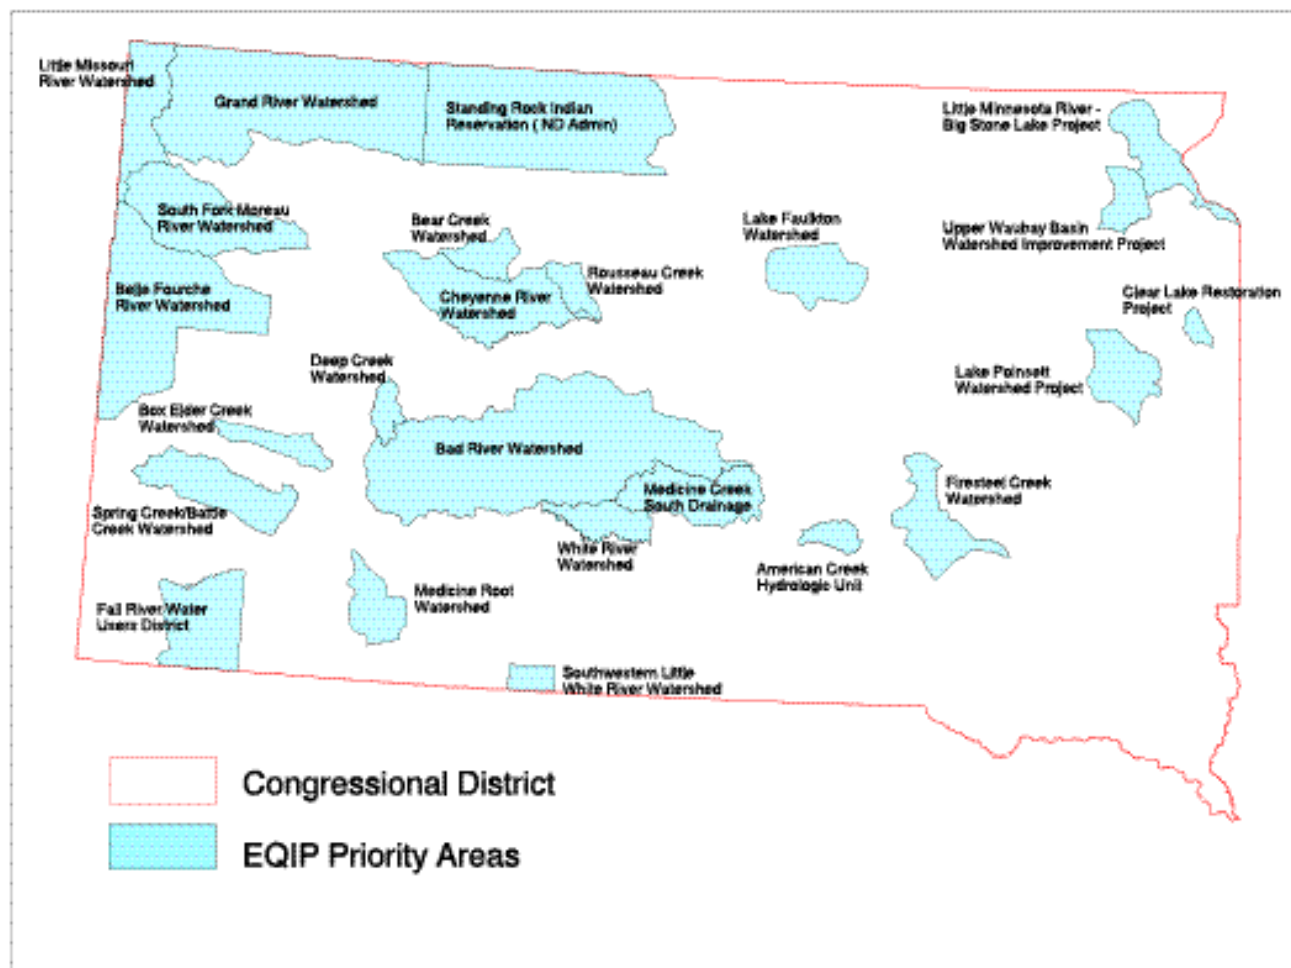 Little Missouri
River Watershed
Grand River Watershed
Standing Rock Indian
Reservation ( ND Admin)
Little Minnesota River -
Big Stone Lake Project
South Fork Moreau
River Watershed
Bear Creek
Watershed
Lake Faulkton
Watershed
Upper Waubay Basin
Watershed Improvement Project
Belle Fourche
River Watershed
Cheyenne River
Watershed
Rousseau Creek
Watershed
Clear Lake Restoration
Project
Deep Creek
Watershed
Lake Poinsett
Watershed Project
Box Elder Creek
Watershed
Bad River Watershed
Medicine Creek
South Drainage
Firesteel Creek
Watershed
Spring Creek/Battle
Creek Watershed
White River
Watershed
American Creek
Hydrologic Unit
Fall River Water
Users District
Medicine Root
Watershed
Southwestern Little
White River Watershed
Congressional District
EQIP Priority Areas